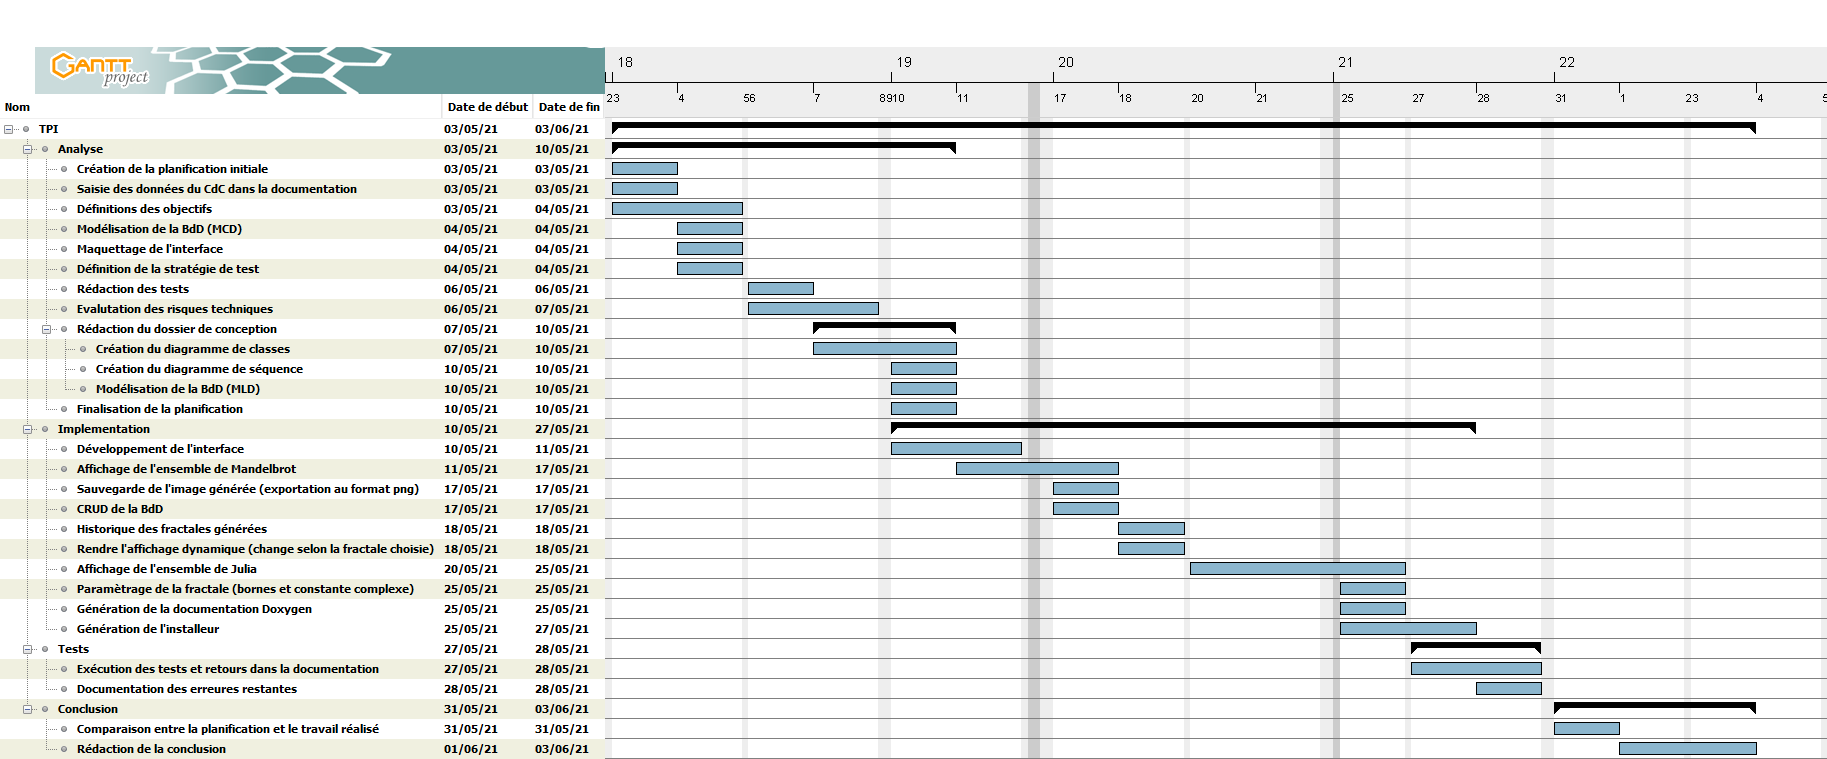 GANTT
project
18 19 20 21 22
Nom Date de début Date de fin 23 4 56 7 8910 11 17 18 20 21 25 27 28 31 1 23 4 5
TPI 03/05/21 03/06/21
Analyse 03/05/21 10/05/21
Création de la planification initiale 03/05/21 03/05/21
Saisie des données du CdC dans la documentation 03/05/21 03/05/21
Définitions des objectifs 03/05/21 04/05/21
Modélisation de la BdD (MCD) 04/05/21 04/05/21
Maquettage de l'interface 04/05/21 04/05/21
Définition de la stratégie de test 04/05/21 04/05/21
Rédaction des tests 06/05/21 06/05/21
Evalutation des risques techniques 06/05/21 07/05/21
Rédaction du dossier de conception 07/05/21 10/05/21
Création du diagramme de classes 07/05/21 10/05/21
Création du diagramme de séquence 10/05/21 10/05/21
Modélisation de la BdD (MLD) 10/05/21 10/05/21
Finalisation de la planification 10/05/21 10/05/21
Implementation 10/05/21 27/05/21
Développement de l'interface 10/05/21 11/05/21
Affichage de l'ensemble de Mandelbrot 11/05/21 17/05/21
Sauvegarde de l'image générée (exportation au format png) 17/05/21 17/05/21
CRUD de la BdD 17/05/21 17/05/21
Historique des fractales générées 18/05/21 18/05/21
Rendre l'affichage dynamique (change selon la fractale choisie) 18/05/21 18/05/21
Affichage de l'ensemble de Julia 20/05/21 25/05/21
Paramètrage de la fractale (bornes et constante complexe) 25/05/21 25/05/21
Génération de la documentation Doxygen 25/05/21 25/05/21
Génération de l'installeur 25/05/21 27/05/21
Tests 27/05/21 28/05/21
Exécution des tests et retours dans la documentation 27/05/21 28/05/21
Documentation des erreures restantes 28/05/21 28/05/21
Conclusion 31/05/21 03/06/21
Comparaison entre la planification et le travail réalisé 31/05/21 31/05/21
Rédaction de la conclusion 01/06/21 03/06/21